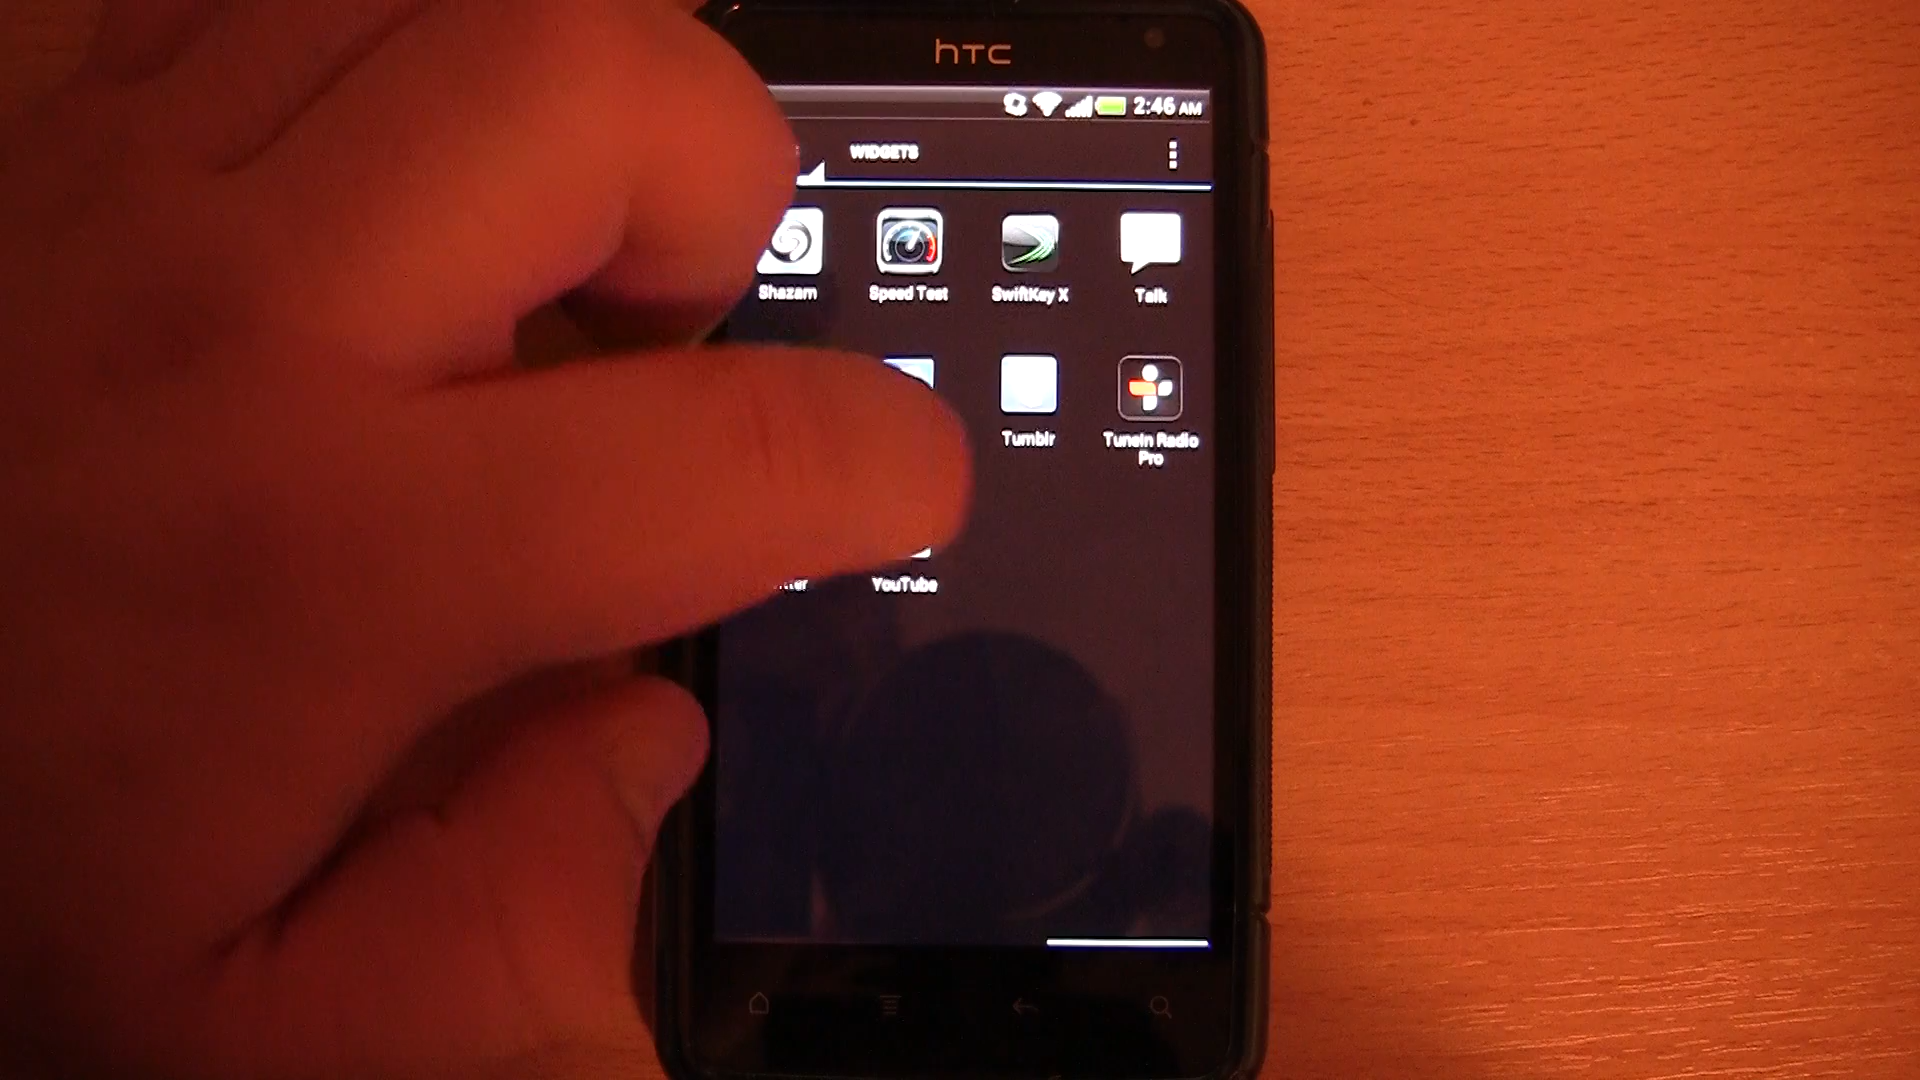 hTC
2:46 AM
WIDGETS
Shazam
Speed Test
SwiftKey X
Talk
Tumblr
TuneIn Radio
Pro
YouTube